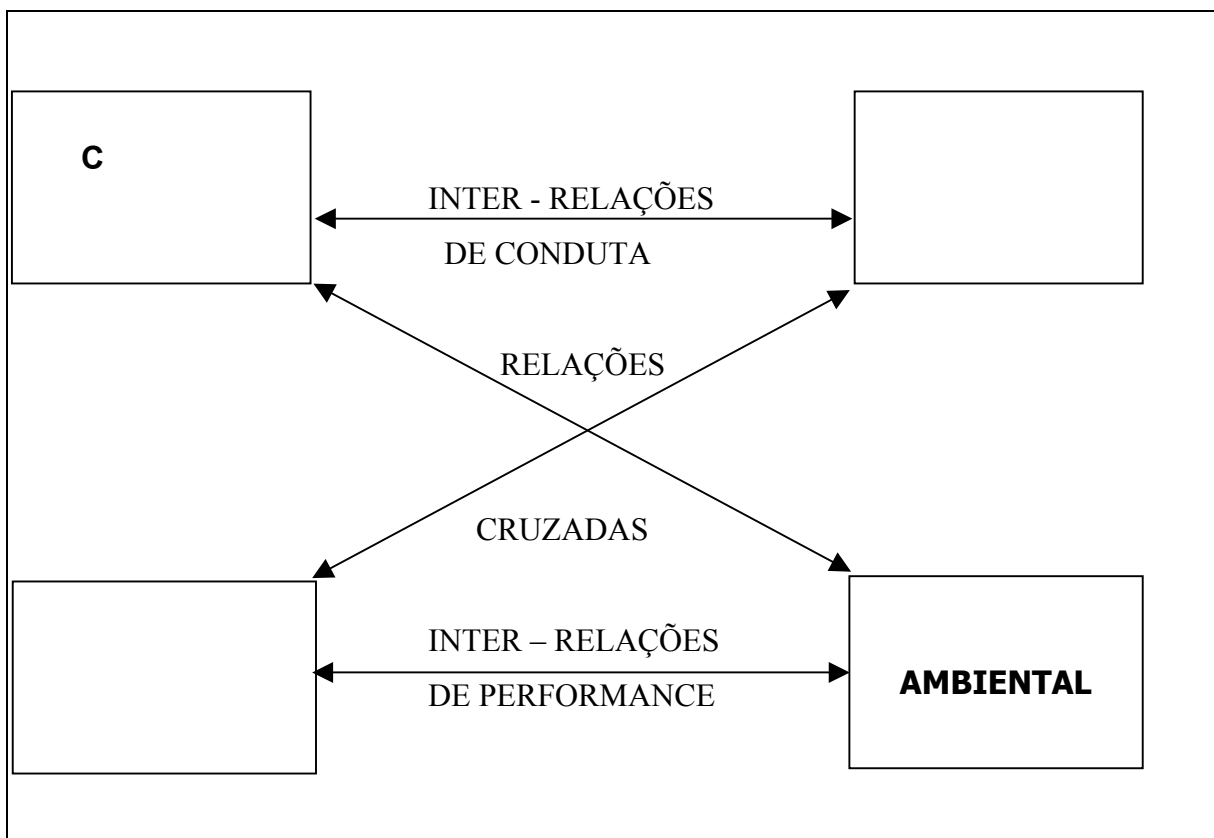 C
INTER - RELAÇÕES
DE CONDUTA
RELAÇÕES
CRUZADAS
INTER – RELAÇÕES
DE PERFORMANCE
AMBIENTAL